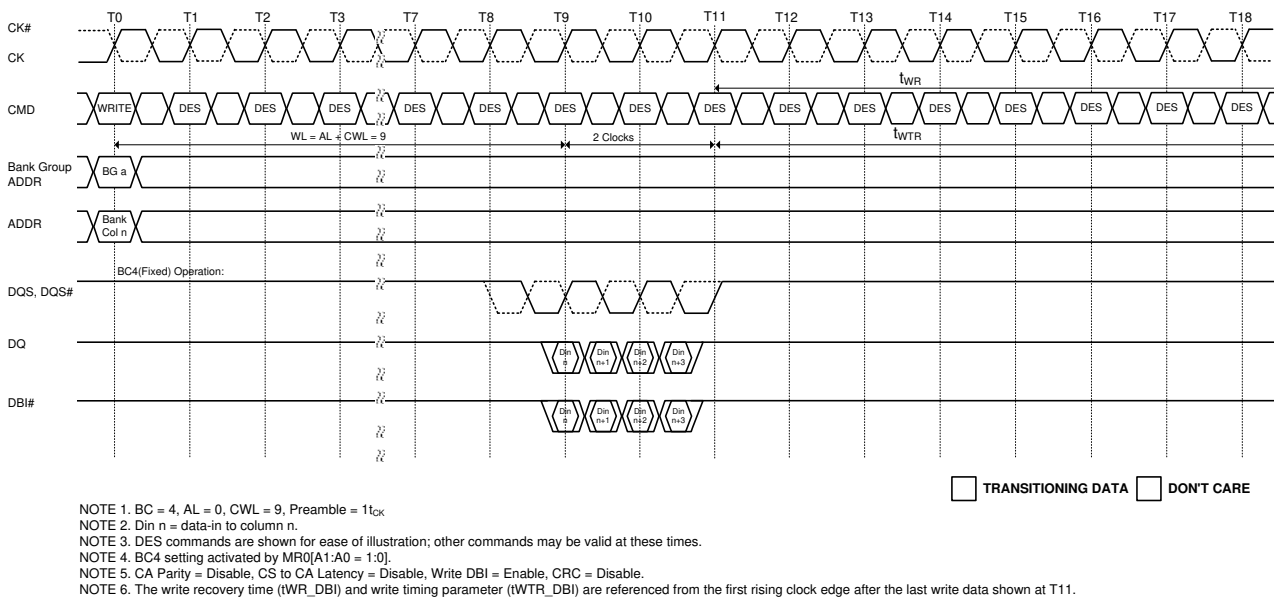 T0 T1 T2 T3 T7 T8 T9 T10 T11 T12 T13 T14 T15 T16 T17 T18
CK#
CK
tWR
CMD WRITE DES DES DES DES DES DES DES DES DES DES DES DES DES DES DES
WL = AL + CWL = 9 2 Clocks tWTR
Bank Group
ADDR
BG a
ADDR
Bank
Col n
BC4(Fixed) Operation:
DQS, DQS#
DQ
Din
n
Din
n+1
Din
n+2
Din
n+3
DBI#
Din
n
Din
n+1
Din
n+2
Din
n+3
TRANSITIONING DATA DON'T CARE
NOTE 1. BC = 4, AL = 0, CWL = 9, Preamble = 1tCK
NOTE 2. Din n = data-in to column n.
NOTE 3. DES commands are shown for ease of illustration; other commands may be valid at these times.
NOTE 4. BC4 setting activated by MR0[A1:A0 = 1:0].
NOTE 5. CA Parity = Disable, CS to CA Latency = Disable, Write DBI = Enable, CRC = Disable.
NOTE 6. The write recovery time (tWR_DBI) and write timing parameter (tWTR_DBI) are referenced from the first rising clock edge after the last write data shown at T11.